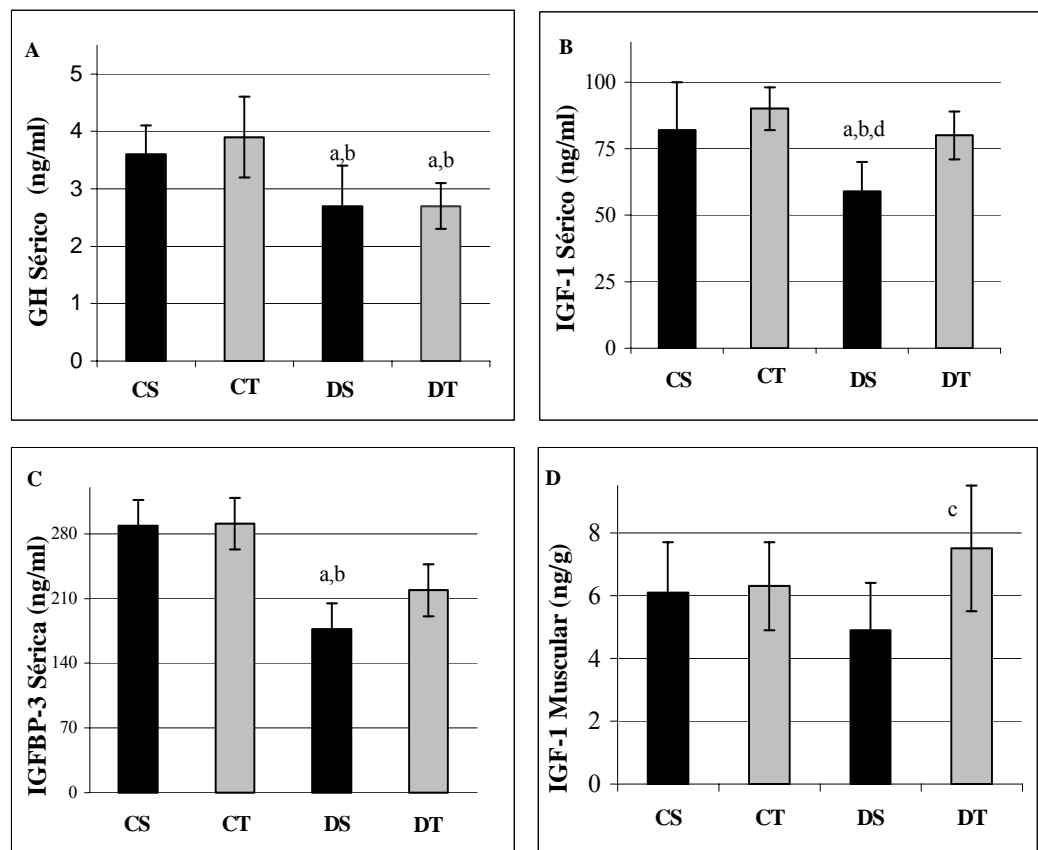 A
GH Sérico (ng/ml)
5
4
3
2
1
0
a,b
a,b
CS CT DS DT
B
IGF-1 Sérico (ng/ml)
100
75
50
25
0
a,b,d
CS CT DS DT
C
IGFBP-3 Sérica (ng/ml)
280
210
140
70
0
a,b
CS CT DS DT
D
IGF-1 Muscular (ng/g)
8
6
4
2
0
c
CS CT DS DT